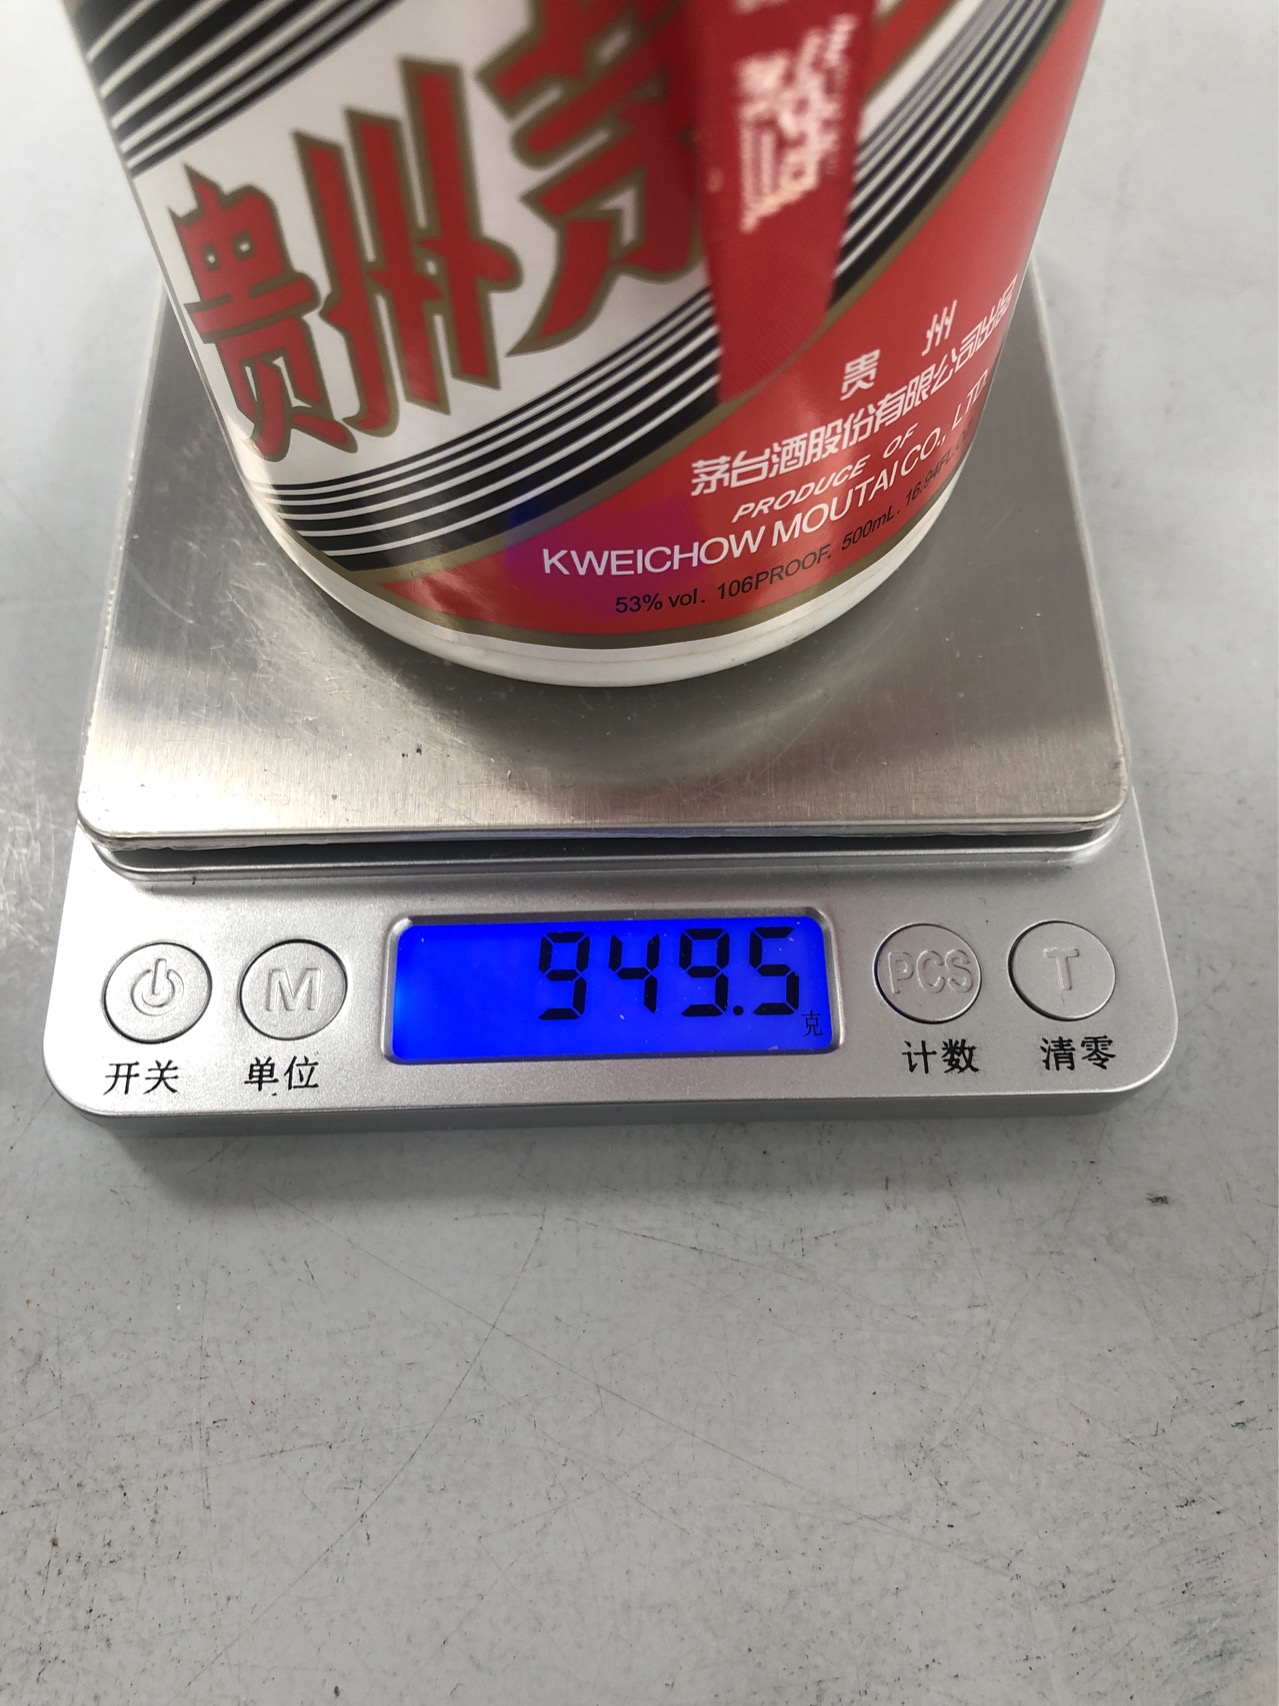 贵州茅
贵 州
茅台酒股份有限公司出品
PRODUCE OF
KWEICHOW MOUTAI CO., LTD.
53% vol. 106PROOF. 500mL. 16.94FL.
949.5
克
M
PCS
T
开关
单位
计数
清零